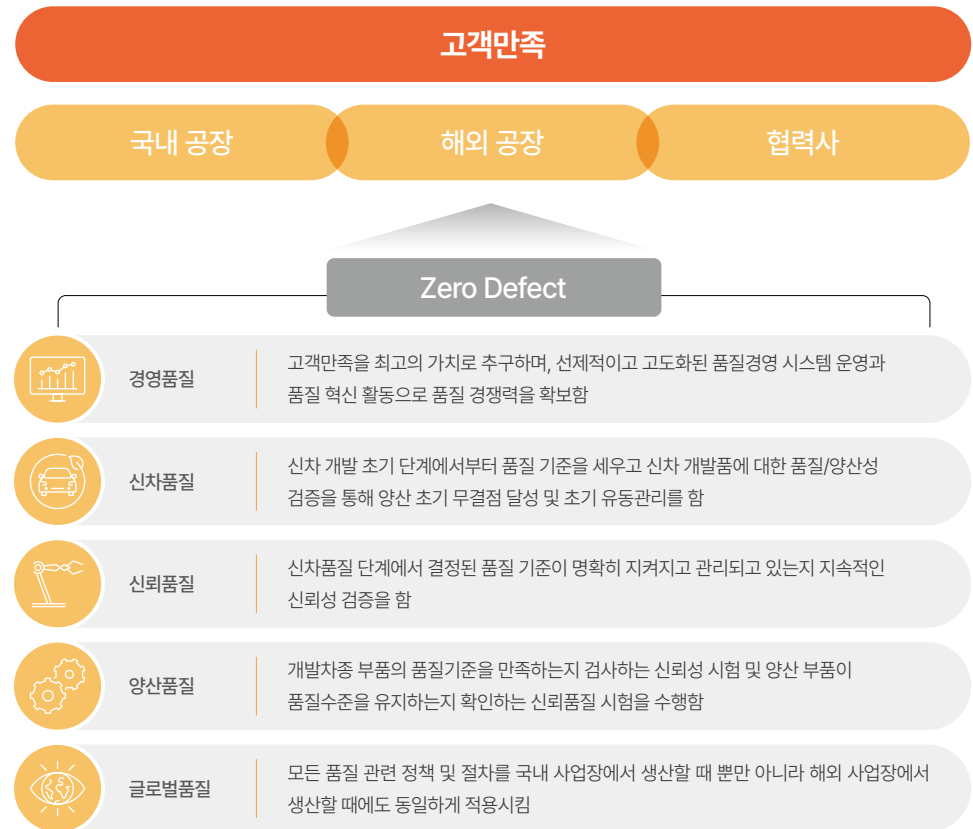 고객만족
국내 공장
해외 공장
협력사
Zero Defect
경영품질
고객만족을 최고의 가치로 추구하며, 선제적이고 고도화된 품질경영 시스템 운영과
품질 혁신 활동으로 품질 경쟁력을 확보함
신차품질
신차 개발 초기 단계에서부터 품질 기준을 세우고 신차 개발품에 대한 품질/양산성
검증을 통해 양산 초기 무결점 달성 및 초기 유동관리를 함
신뢰품질
신차품질 단계에서 결정된 품질 기준이 명확히 지켜지고 관리되고 있는지 지속적인
신뢰성 검증을 함
양산품질
개발차종 부품의 품질기준을 만족하는지 검사하는 신뢰성 시험 및 양산 부품이
품질수준을 유지하는지 확인하는 신뢰품질 시험을 수행함
글로벌품질
모든 품질 관련 정책 및 절차를 국내 사업장에서 생산할 때 뿐만 아니라 해외 사업장에서
생산할 때에도 동일하게 적용시킴